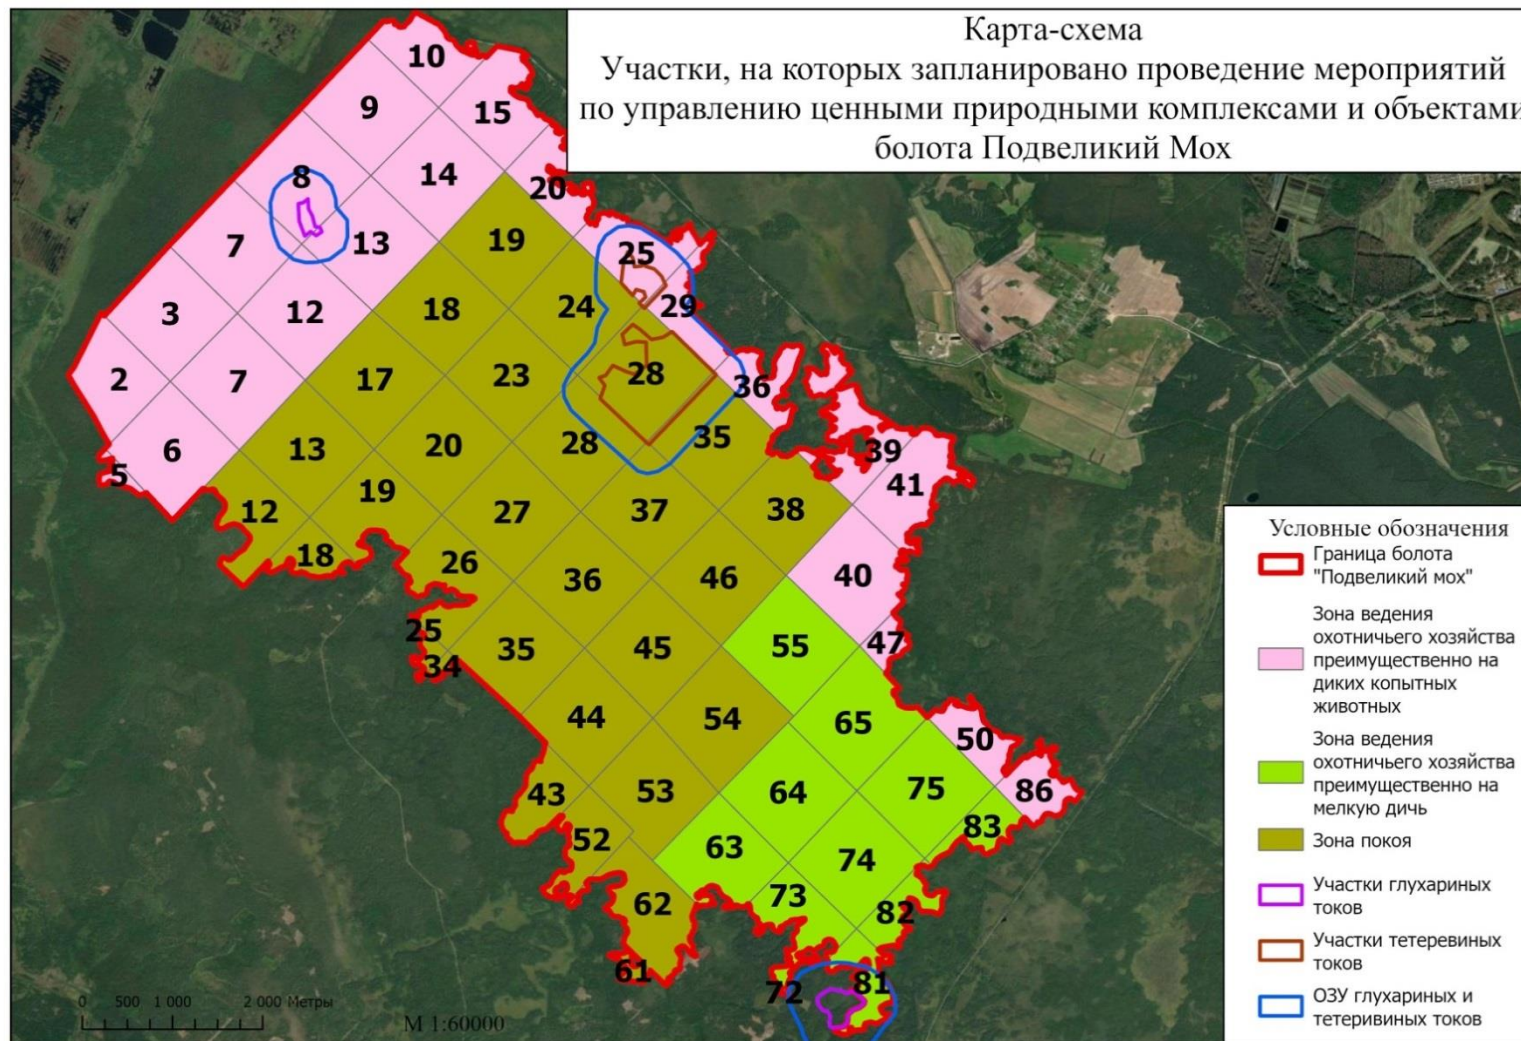 Карта-схема
Участки, на которых запланировано проведение мероприятий
по управлению ценными природными комплексами и объектами
болота Подвеликий Мох
10
9
15
8
14
20
7
13
19
25
3
12
18
24
29
2
7
17
23
28
36
5
6
13
20
28
35
39
41
12
19
27
37
38
18
26
36
46
40
25
34
35
45
55
47
44
54
65
50
43
53
64
75
86
52
63
74
83
62
73
82
61
72
81
Условные обозначения
Граница болота
"Подвеликий мох"
Зона ведения
охотничьего хозяйства
преимущественно на
диких копытных
животных
Зона ведения
охотничьего хозяйства
преимущественно на
мелкую дичь
Зона покоя
Участки глухариных
токов
Участки тетеревиных
токов
ОЗУ глухариных и
тетеривиных токов
0 500 1 000 2 000 Метры
М 1:60000